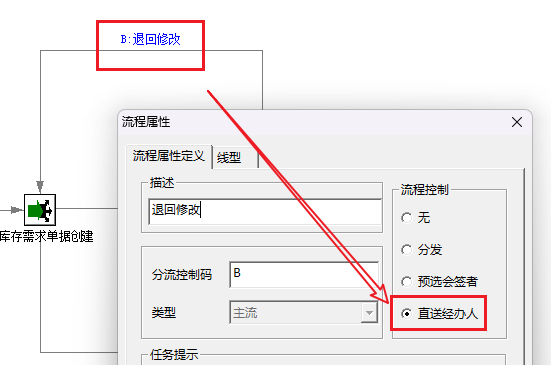 B:退回修改
流程属性
流程属性定义
线型
描述
退回修改
流程控制
无
分发
预选会签者
直送经办人
分流控制码
B
类型
主流
任务提示
库存需求单据创建